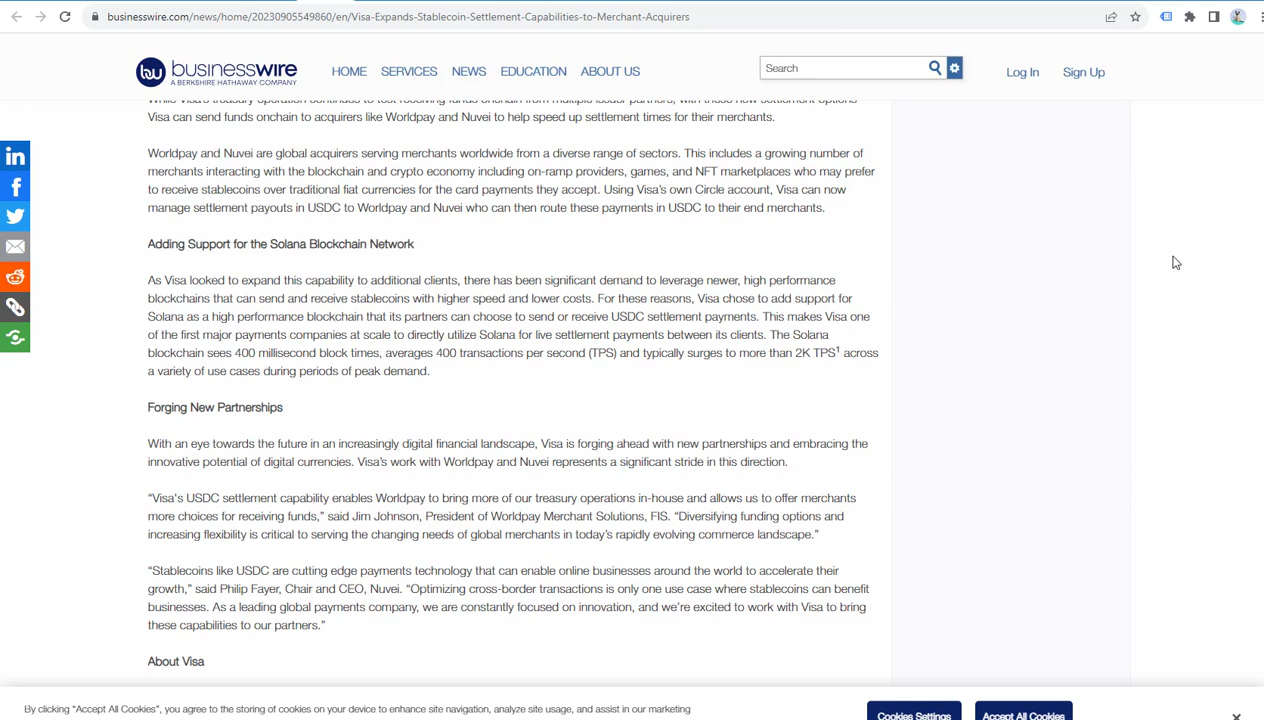 businesswire.com/news/home/20230905549860/en/Visa-Expands-Stablecoin-Settlement-Capabilities-to-Merchant-Acquirers
bw businesswire
A BERKSHIRE HATHAWAY COMPANY
HOME SERVICES NEWS EDUCATION ABOUT US
Search
Log In Sign Up
While Visa's treasury operation continues to test receiving funds onchain from multiple issuer partners, with these new settlement options
Visa can send funds onchain to acquirers like Worldpay and Nuvei to help speed up settlement times for their merchants.
Worldpay and Nuvei are global acquirers serving merchants worldwide from a diverse range of sectors. This includes a growing number of
merchants interacting with the blockchain and crypto economy including on-ramp providers, games, and NFT marketplaces who may prefer
to receive stablecoins over traditional fiat currencies for the card payments they accept. Using Visa's own Circle account, Visa can now
manage settlement payouts in USDC to Worldpay and Nuvei who can then route these payments in USDC to their end merchants.
Adding Support for the Solana Blockchain Network
As Visa looked to expand this capability to additional clients, there has been significant demand to leverage newer, high performance
blockchains that can send and receive stablecoins with higher speed and lower costs. For these reasons, Visa chose to add support for
Solana as a high performance blockchain that its partners can choose to send or receive USDC settlement payments. This makes Visa one
of the first major payments companies at scale to directly utilize Solana for live settlement payments between its clients. The Solana
blockchain sees 400 millisecond block times, averages 400 transactions per second (TPS) and typically surges to more than 2K TPS¹ across
a variety of use cases during periods of peak demand.
Forging New Partnerships
With an eye towards the future in an increasingly digital financial landscape, Visa is forging ahead with new partnerships and embracing the
innovative potential of digital currencies. Visa's work with Worldpay and Nuvei represents a significant stride in this direction.
“Visa's USDC settlement capability enables Worldpay to bring more of our treasury operations in-house and allows us to offer merchants
more choices for receiving funds,” said Jim Johnson, President of Worldpay Merchant Solutions, FIS. “Diversifying funding options and
increasing flexibility is critical to serving the changing needs of global merchants in today's rapidly evolving commerce landscape.”
“Stablecoins like USDC are cutting edge payments technology that can enable online businesses around the world to accelerate their
growth,” said Philip Fayer, Chair and CEO, Nuvei. “Optimizing cross-border transactions is only one use case where stablecoins can benefit
businesses. As a leading global payments company, we are constantly focused on innovation, and we're excited to work with Visa to bring
these capabilities to our partners.”
About Visa
By clicking “Accept All Cookies”, you agree to the storing of cookies on your device to enhance site navigation, analyze site usage, and assist in our marketing
Cookies Settings Accept All Cookies